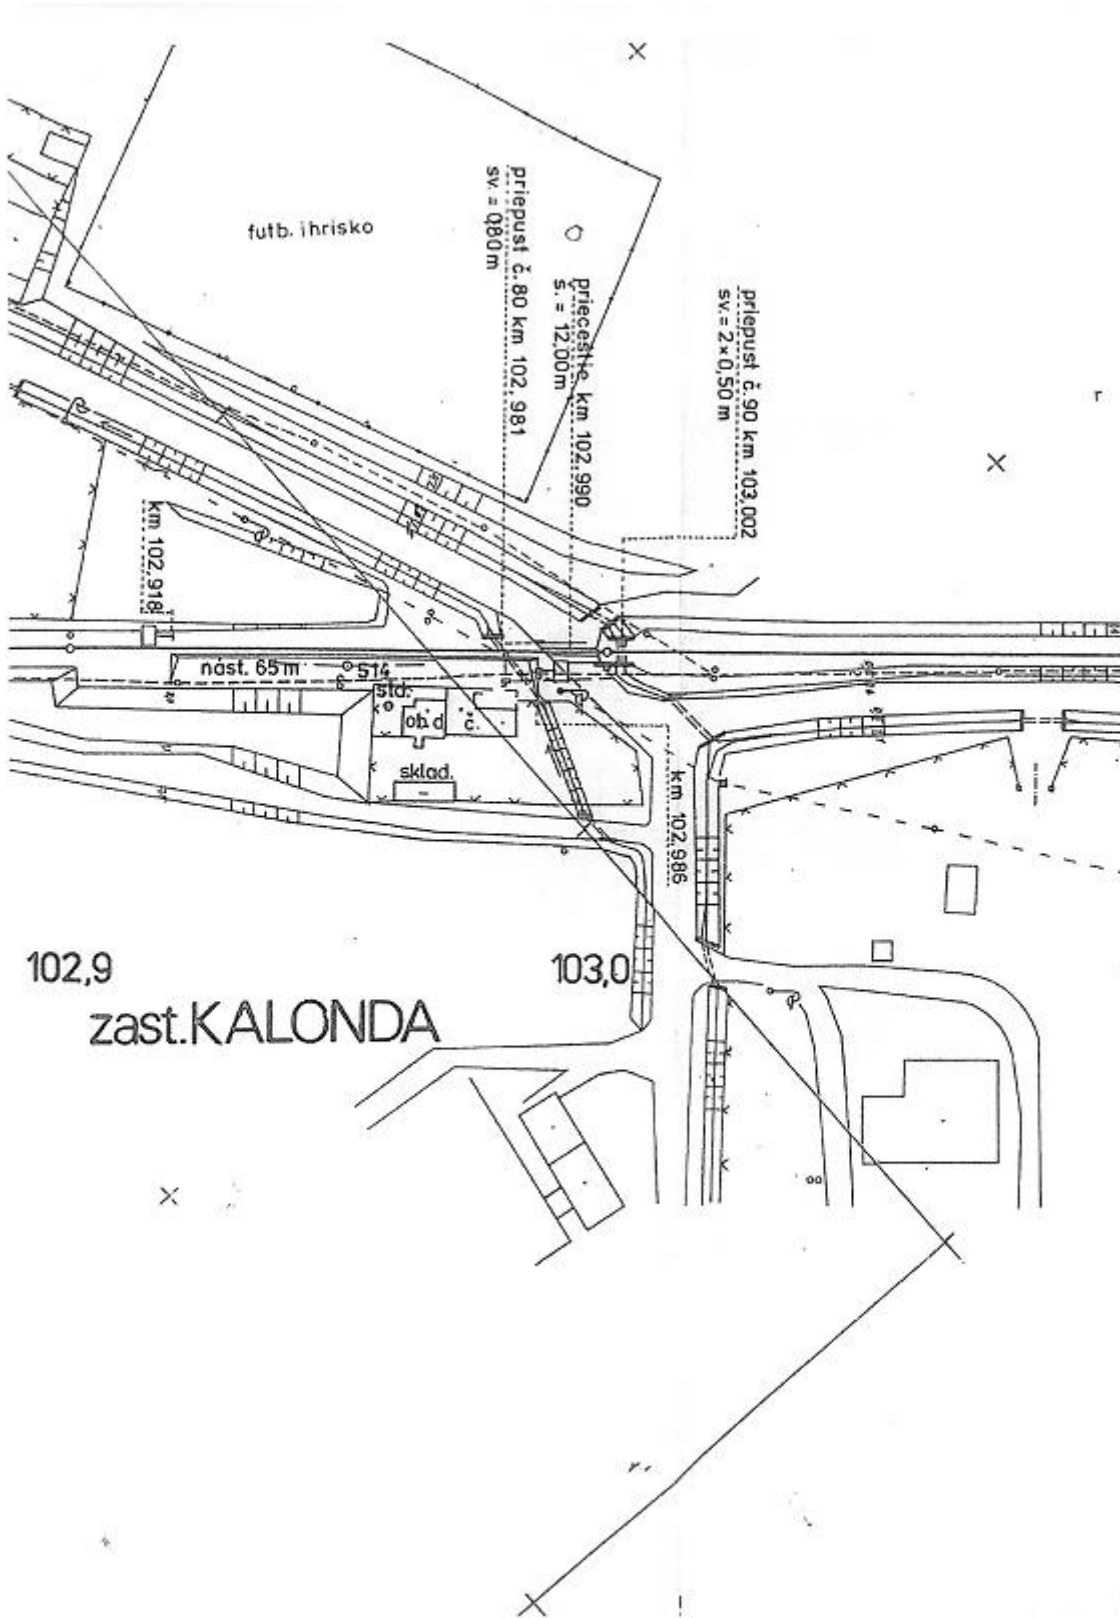 futb. ihrisko
priepust č. 80 km 102,981
sv. = 0,80 m
priecestie km 102,990
š. = 12,00m
priepust č. 90 km 103,002
sv. = 2×0,50 m
km 102,918
nást. 65 m
514
std.
ob. d
č.
sklad.
km 102,986
102,9
103,0
zast. KALONDA